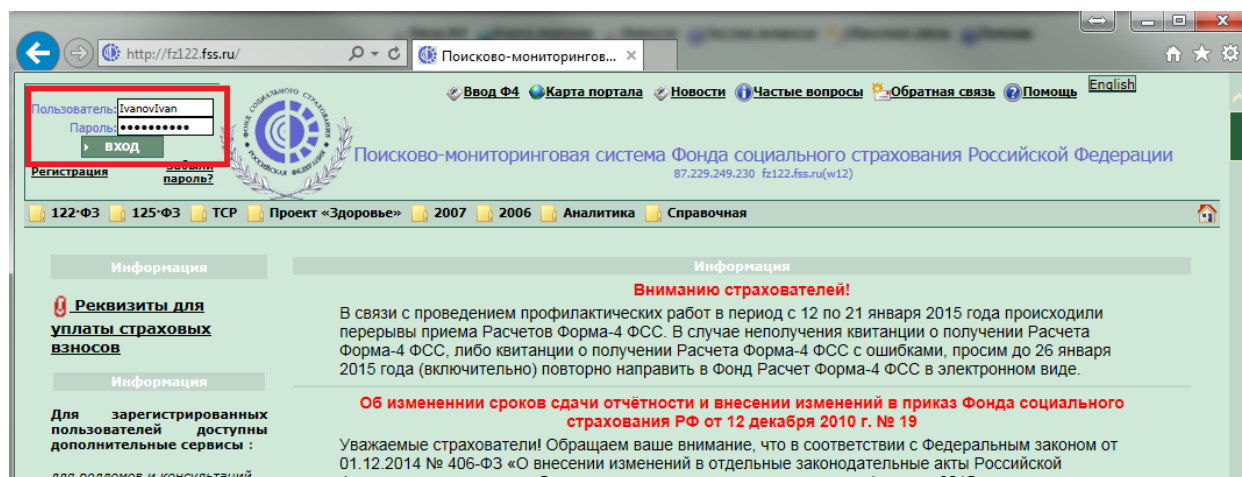 http://fz122.fss.ru/
Поисково-мониторингов...
Пользователь: IvanovIvan
Пароль: ••••••••••
ВХОД
Регистрация
Забыли пароль?
Ввод Ф4 Карта портала Новости Частые вопросы Обратная связь Помощь English
Поисково-мониторинговая система Фонда социального страхования Российской Федерации
87.229.249.230 fz122.fss.ru(w12)
122-ФЗ 125-ФЗ ТСР Проект «Здоровье» 2007 2006 Аналитика Справочная
Информация
Реквизиты для
уплаты страховых
взносов
Информация
Для зарегистрированных
пользователей доступны
дополнительные сервисы :
Информация
Вниманию страхователей!
В связи с проведением профилактических работ в период с 12 по 21 января 2015 года происходили
перерывы приема Расчетов Форма-4 ФСС. В случае неполучения квитанции о получении Расчета
Форма-4 ФСС, либо квитанции о получении Расчета Форма-4 ФСС с ошибками, просим до 26 января
2015 года (включительно) повторно направить в Фонд Расчет Форма-4 ФСС в электронном виде.
Об измененнии сроков сдачи отчётности и внесении изменений в приказ Фонда социального
страхования РФ от 12 декабря 2010 г. № 19
Уважаемые страхователи! Обращаем ваше внимание, что в соответствии с Федеральным законом от
01.12.2014 № 406-ФЗ «О внесении изменений в отдельные законодательные акты Российской